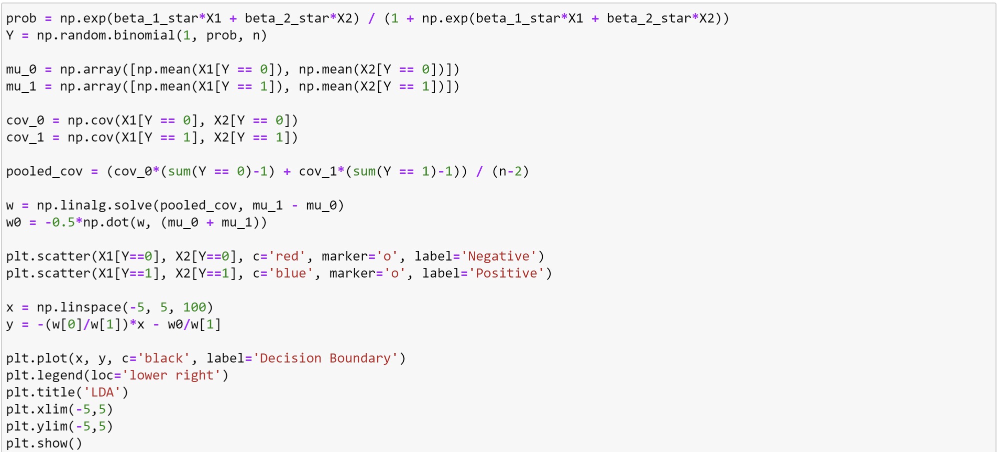 prob = np.exp(beta_1_star*X1 + beta_2_star*X2) / (1 + np.exp(beta_1_star*X1 + beta_2_star*X2))
Y = np.random.binomial(1, prob, n)
mu_0 = np.array([np.mean(X1[Y == 0]), np.mean(X2[Y == 0])])
mu_1 = np.array([np.mean(X1[Y == 1]), np.mean(X2[Y == 1])])
cov_0 = np.cov(X1[Y == 0], X2[Y == 0])
cov_1 = np.cov(X1[Y == 1], X2[Y == 1])
pooled_cov = (cov_0*(sum(Y == 0)-1) + cov_1*(sum(Y == 1)-1)) / (n-2)
w = np.linalg.solve(pooled_cov, mu_1 - mu_0)
w0 = -0.5*np.dot(w, (mu_0 + mu_1))
plt.scatter(X1[Y==0], X2[Y==0], c='red', marker='o', label='Negative')
plt.scatter(X1[Y==1], X2[Y==1], c='blue', marker='o', label='Positive')
x = np.linspace(-5, 5, 100)
y = -(w[0]/w[1])*x - w0/w[1]
plt.plot(x, y, c='black', label='Decision Boundary')
plt.legend(loc='lower right')
plt.title('LDA')
plt.xlim(-5,5)
plt.ylim(-5,5)
plt.show()